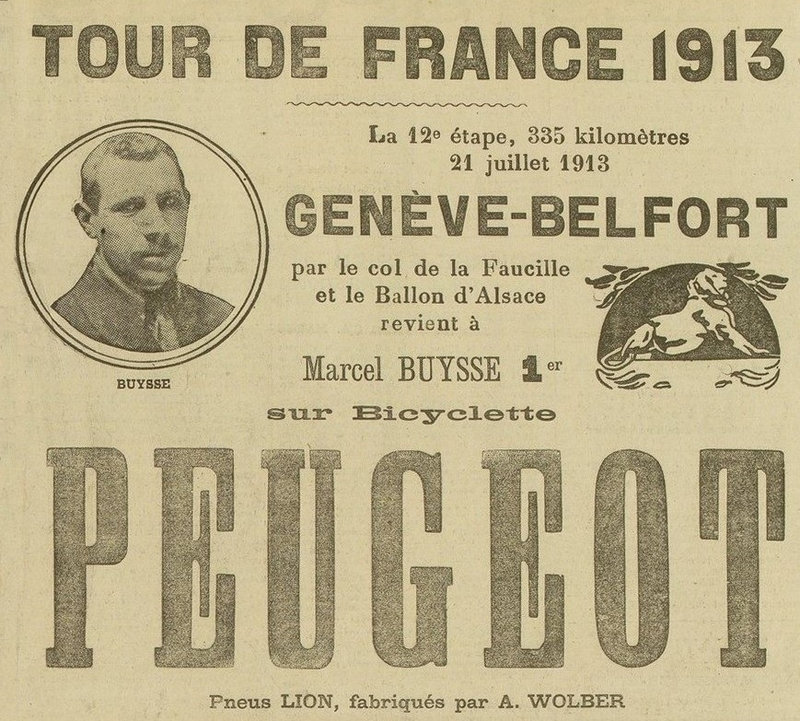 TOUR DE FRANCE 1913
La 12e étape, 335 kilomètres
21 juillet 1913
GENÈVE-BELFORT
par le col de la Faucille
et le Ballon d'Alsace
revient à
Marcel BUYSSE 1er
BUYSSE
sur Bicyclette
PEUGEOT
Pneus LION, fabriqués par A. WOLBER